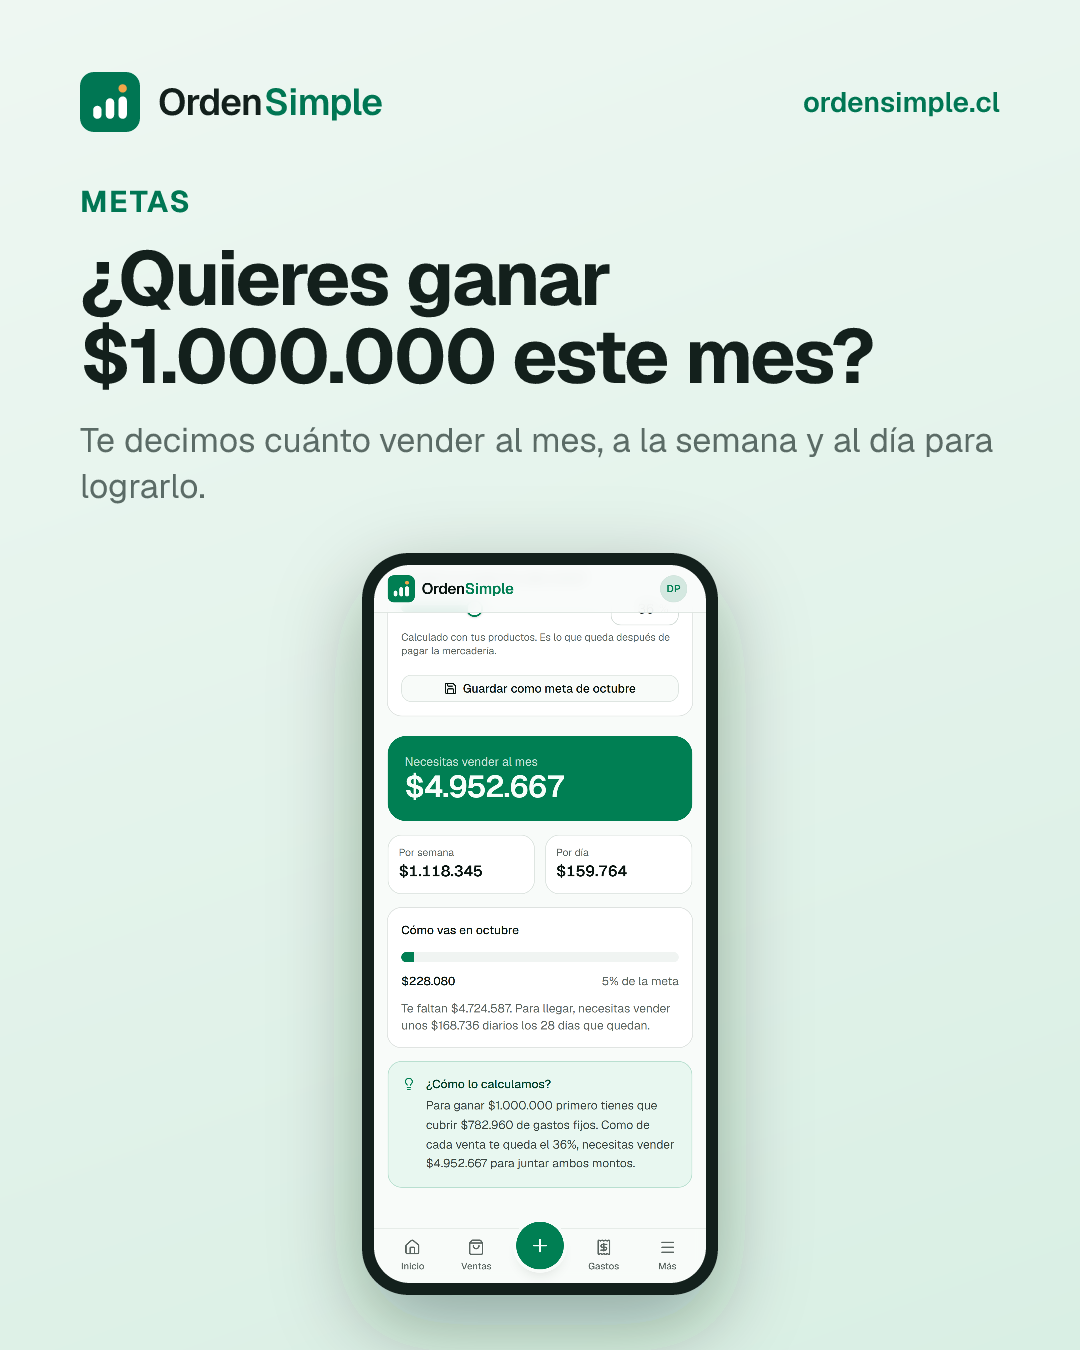 OrdenSimple
ordensimple.cl
METAS
¿Quieres ganar
$1.000.000 este mes?
Te decimos cuánto vender al mes, a la semana y al día para
lograrlo.
OrdenSimple
DP
Calculado con tus productos. Es lo que queda después de
pagar la mercadería.
Guardar como meta de octubre
Necesitas vender al mes
$4.952.667
Por semana
$1.118.345
Por día
$159.764
Cómo vas en octubre
$228.080
5% de la meta
Te faltan $4.724.587. Para llegar, necesitas vender
unos $168.736 diarios los 28 días que quedan.
¿Cómo lo calculamos?
Para ganar $1.000.000 primero tienes que
cubrir $782.960 de gastos fijos. Como de
cada venta te queda el 36%, necesitas vender
$4.952.667 para juntar ambos montos.
Inicio
Ventas
Gastos
Más